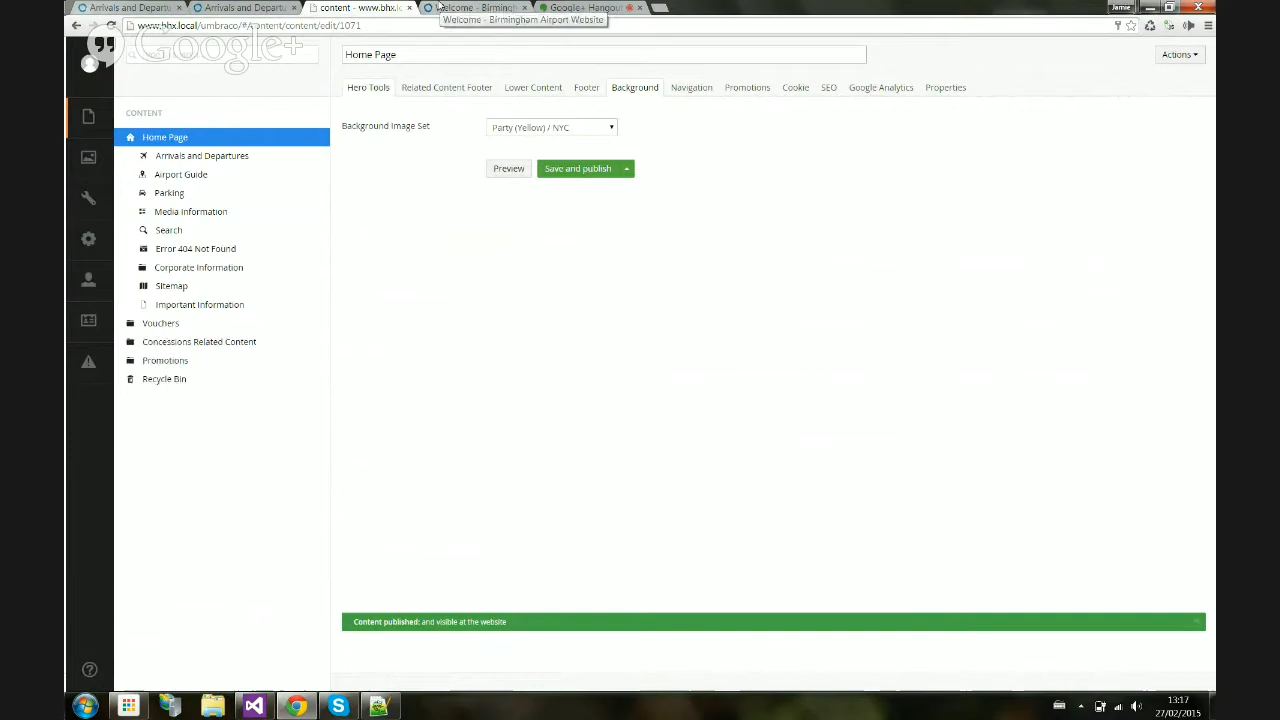 Arrivals and Departu
Arrivals and Departu
content - www.bhx.lo
Welcome - Birmingh
Google+ Hangout
Jamie
www.bhx.local/umbraco/#/content/content/edit/1071
Welcome - Birmingham Airport Website
Google+
Home Page
Actions
Hero Tools
Related Content Footer
Lower Content
Footer
Background
Navigation
Promotions
Cookie
SEO
Google Analytics
Properties
CONTENT
Home Page
Arrivals and Departures
Airport Guide
Parking
Media Information
Search
Error 404 Not Found
Corporate Information
Sitemap
Important Information
Vouchers
Concessions Related Content
Promotions
Recycle Bin
Background Image Set
Party (Yellow) / NYC
Preview
Save and publish
Content published: and visible at the website
13:17
27/02/2015